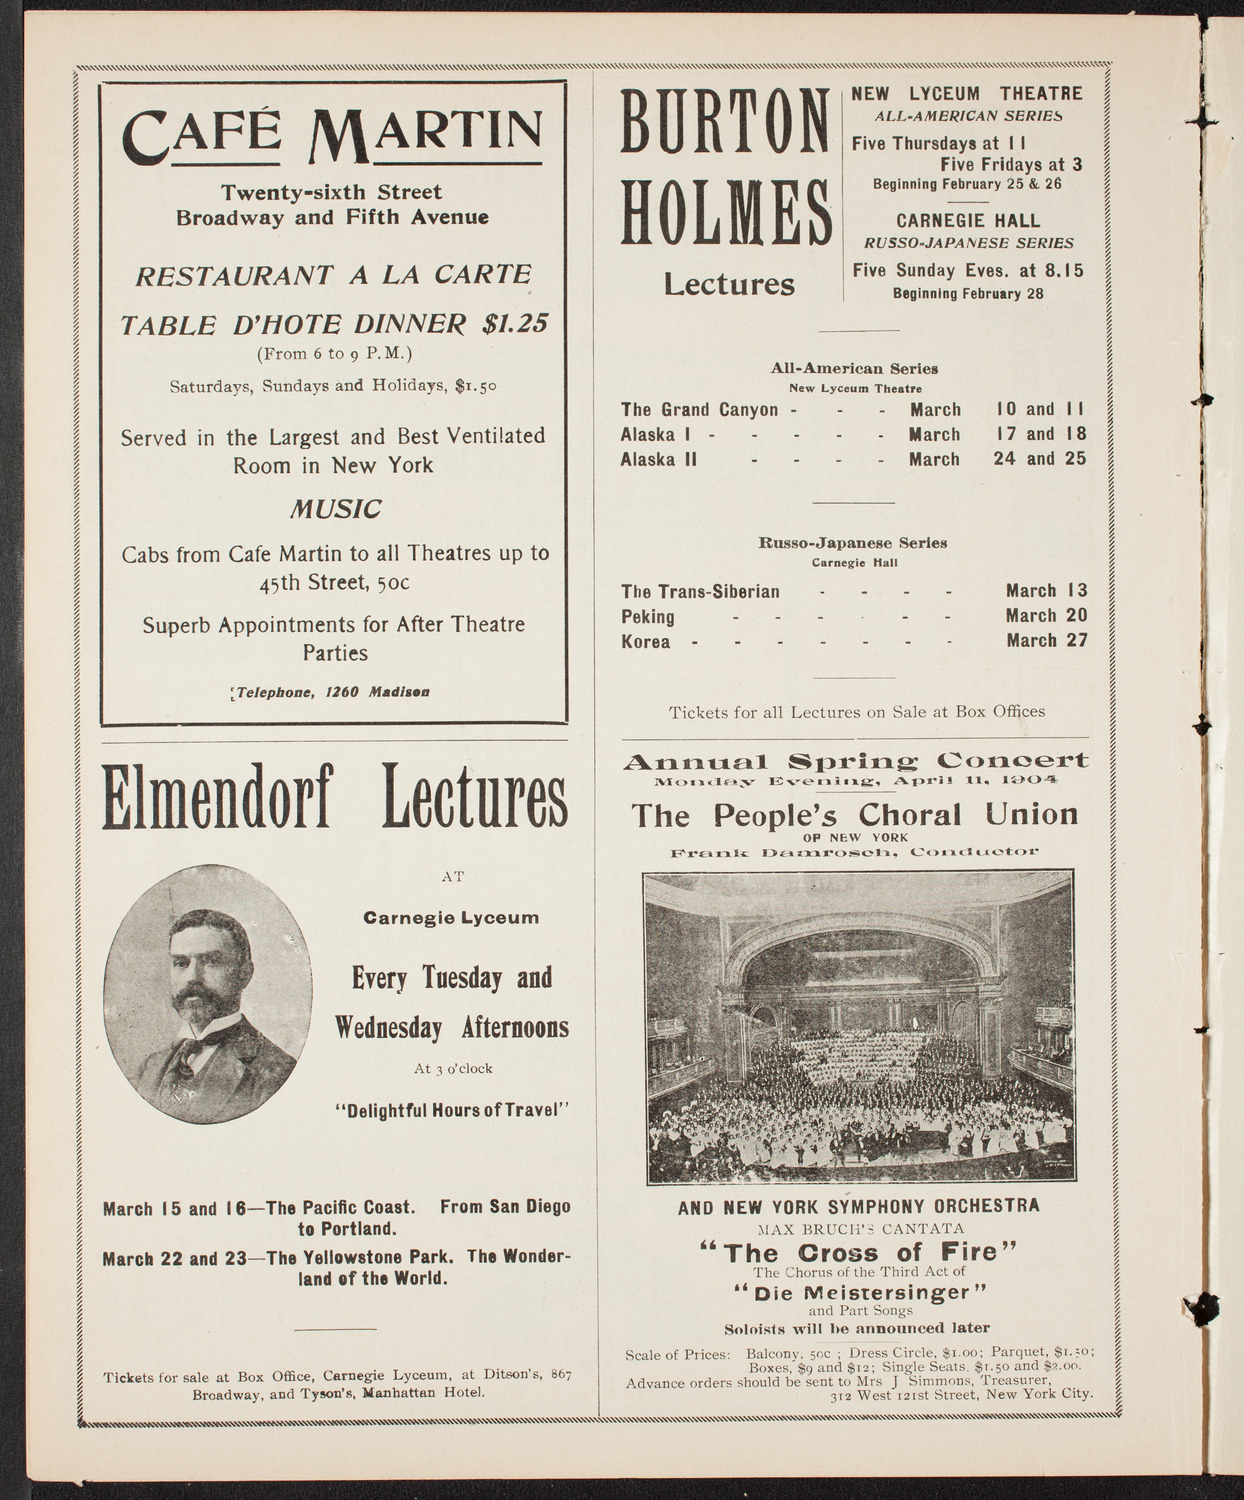 CAFÉ MARTIN
Twenty-sixth Street
Broadway and Fifth Avenue
RESTAURANT A LA CARTE
TABLE D'HOTE DINNER $1.25
(From 6 to 9 P.M.)
Saturdays, Sundays and Holidays, $1.50
Served in the Largest and Best Ventilated
Room in New York
MUSIC
Cabs from Cafe Martin to all Theatres up to
45th Street, 50c
Superb Appointments for After Theatre
Parties
Telephone, 1260 Madison
Elmendorf Lectures
AT
Carnegie Lyceum
Every Tuesday and
Wednesday Afternoons
At 3 o'clock
"Delightful Hours of Travel"
March 15 and 16—The Pacific Coast. From San Diego
to Portland.
March 22 and 23—The Yellowstone Park. The Wonder-
land of the World.
Tickets for sale at Box Office, Carnegie Lyceum, at Ditson's, 867
Broadway, and Tyson's, Manhattan Hotel.
BURTON
HOLMES
Lectures
NEW LYCEUM THEATRE
ALL-AMERICAN SERIES
Five Thursdays at 11
Five Fridays at 3
Beginning February 25 & 26
CARNEGIE HALL
RUSSO-JAPANESE SERIES
Five Sunday Eves. at 8.15
Beginning February 28
All-American Series
New Lyceum Theatre
The Grand Canyon - - - March 10 and 11
Alaska I - - - - - March 17 and 18
Alaska II - - - - March 24 and 25
Russo-Japanese Series
Carnegie Hall
The Trans-Siberian - - - - March 13
Peking - - - - - - March 20
Korea - - - - - - - March 27
Tickets for all Lectures on Sale at Box Offices
Annual Spring Concert
Monday Evening, April 11, 1904
The People's Choral Union
OF NEW YORK
Frank Damrosch, Conductor
AND NEW YORK SYMPHONY ORCHESTRA
MAX BRUCH'S CANTATA
"The Cross of Fire"
The Chorus of the Third Act of
"Die Meistersinger"
and Part Songs
Soloists will be announced later
Scale of Prices: Balcony, 50c ; Dress Circle, $1.00; Parquet, $1.50;
Boxes, $9 and $12; Single Seats, $1.50 and $2.00.
Advance orders should be sent to Mrs J Simmons, Treasurer,
312 West 121st Street, New York City.